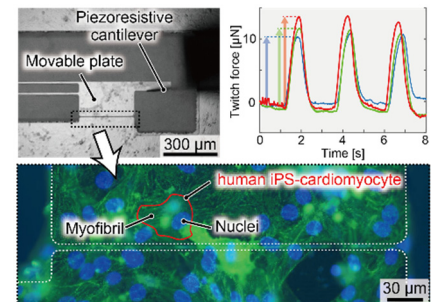 Piezoresistive
cantilever
Movable plate
300 µm
Twitch force [µN]
10
5
0
0 2 4 6 8
Time [s]
human iPS-cardiomyocyte
Myofibril
Nuclei
30 µm